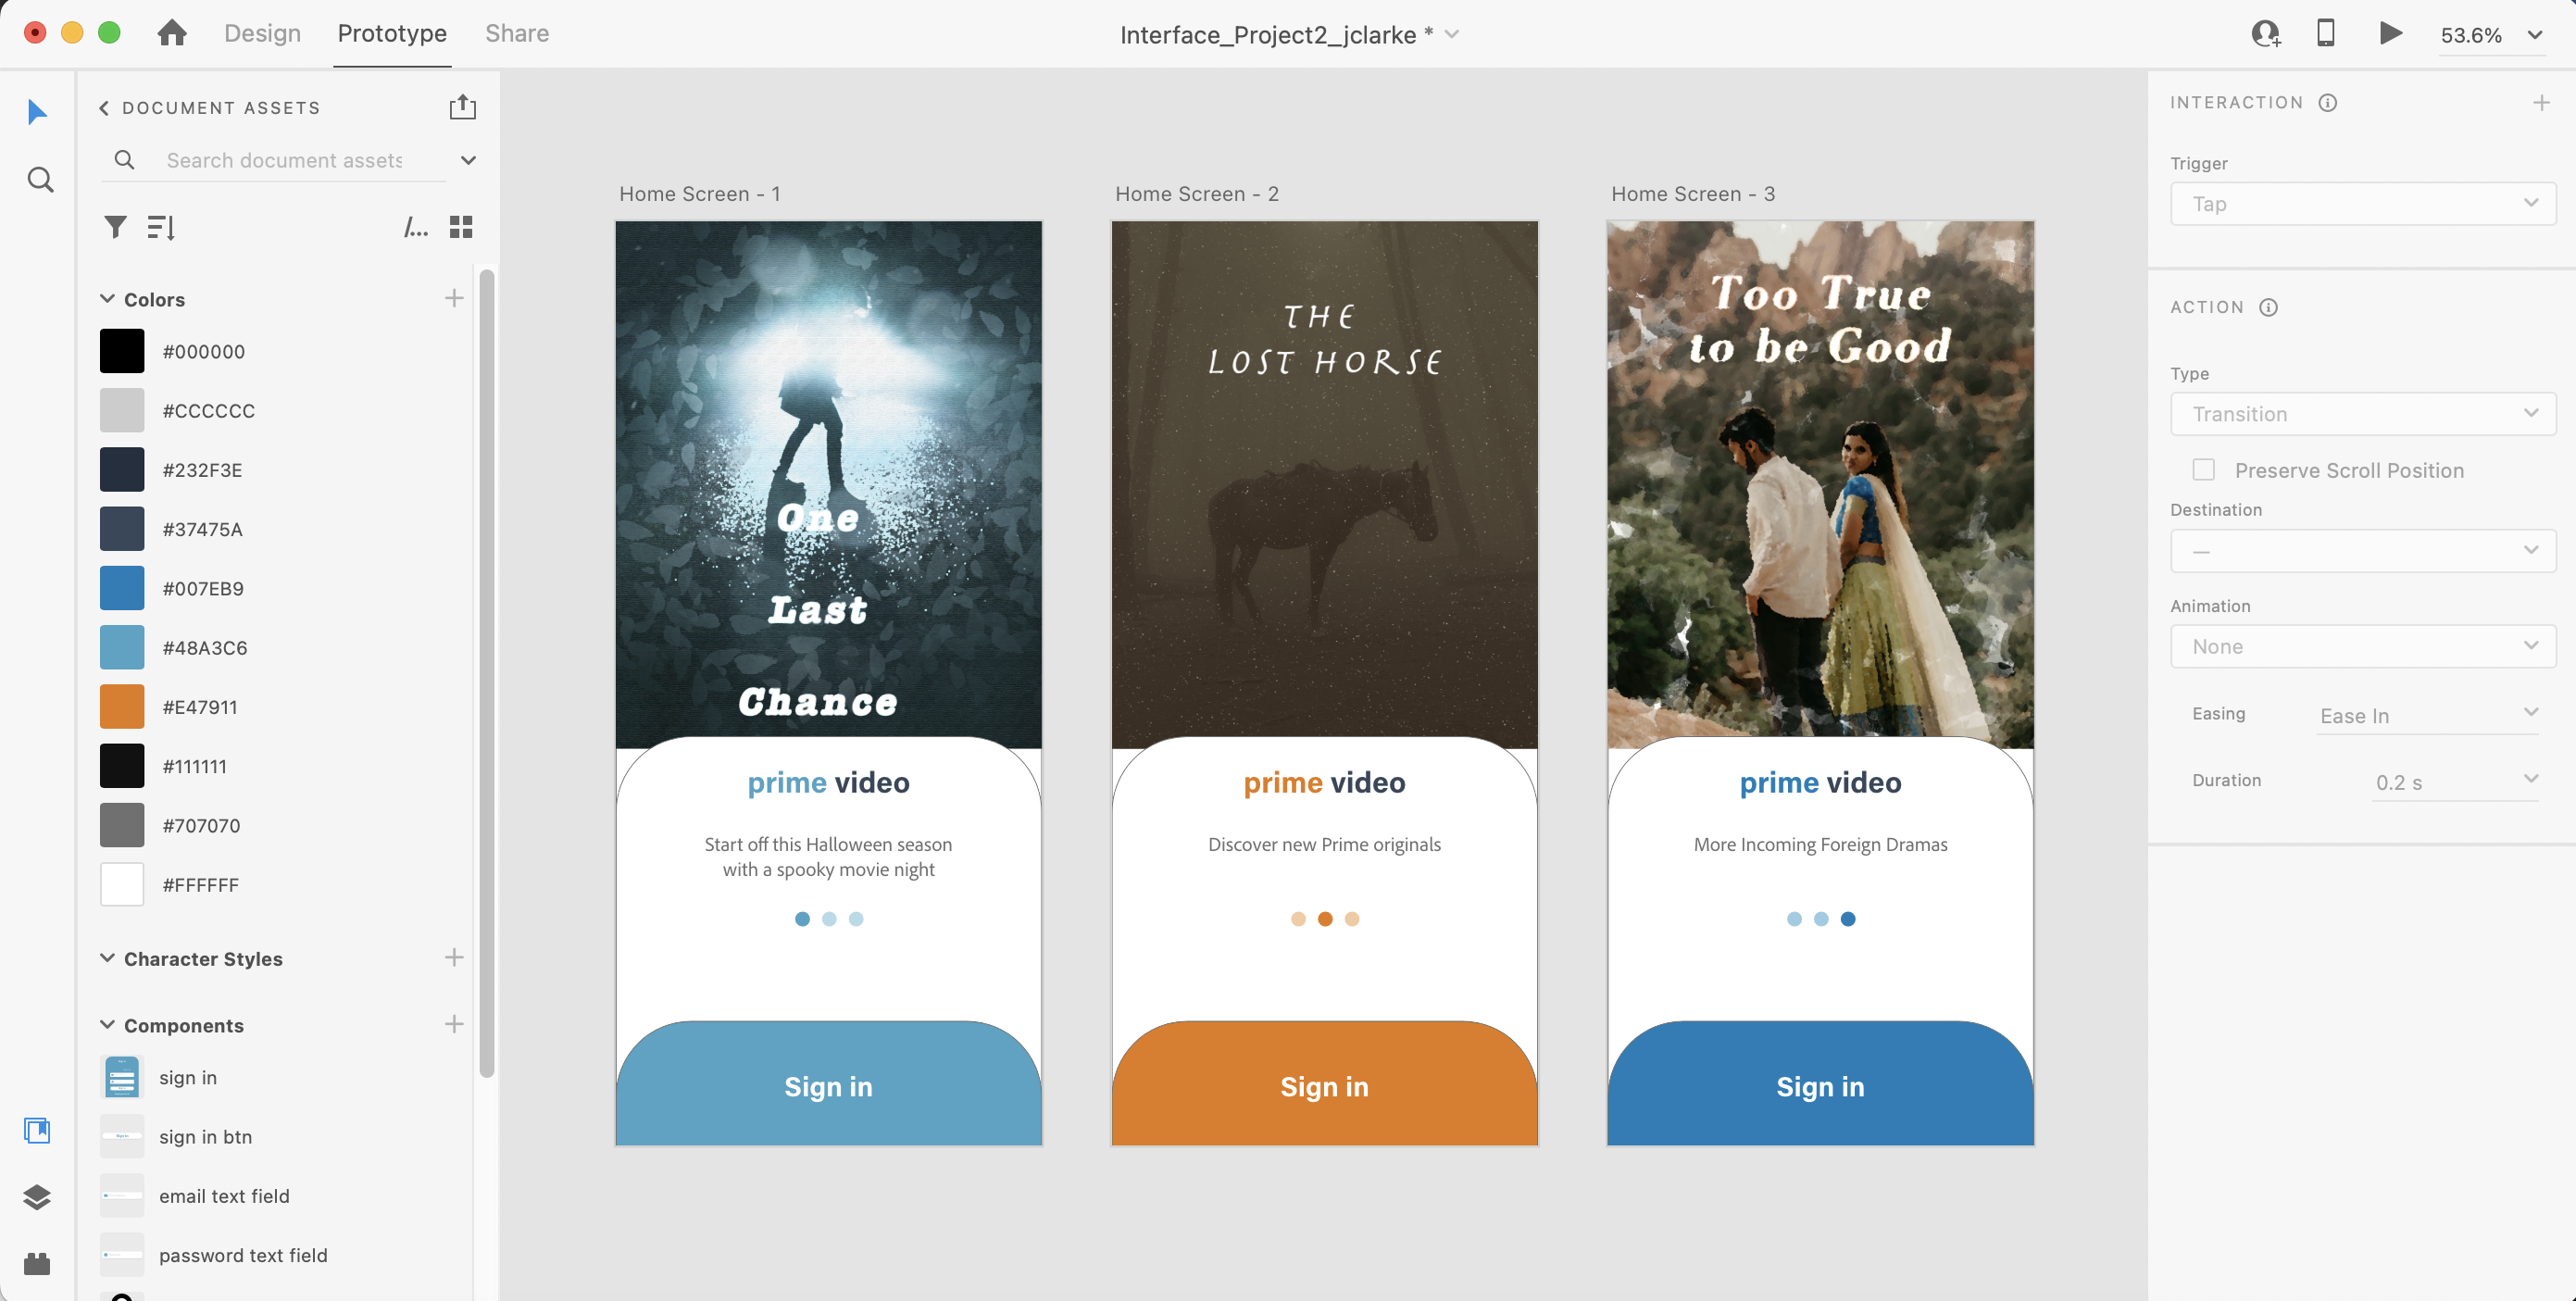 Design Prototype Share
Interface_Project2_jclarke *
53.6%
DOCUMENT ASSETS
Search document assets
/...
Colors
#000000
#CCCCCC
#232F3E
#37475A
#007EB9
#48A3C6
#E47911
#111111
#707070
#FFFFFF
Character Styles
Components
sign in
sign in btn
email text field
password text field
Home Screen - 1
One
Last
Chance
prime video
Start off this Halloween season
with a spooky movie night
Sign in
Home Screen - 2
THE
LOST HORSE
prime video
Discover new Prime originals
Sign in
Home Screen - 3
Too True
to be Good
prime video
More Incoming Foreign Dramas
Sign in
INTERACTION
Trigger
Tap
ACTION
Type
Transition
Preserve Scroll Position
Destination
—
Animation
None
Easing Ease In
Duration 0.2 s